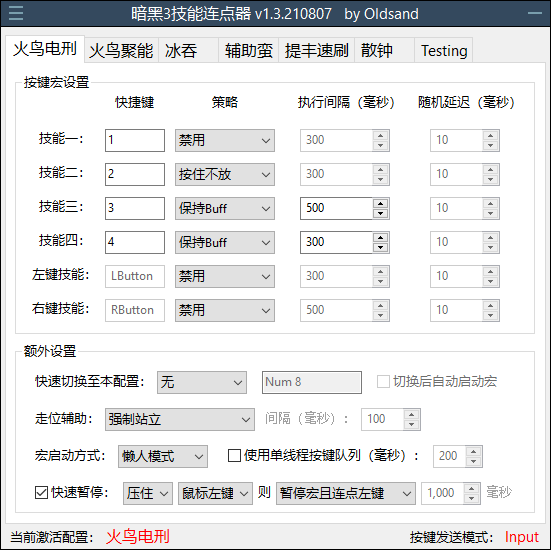 暗黑3技能连点器 v1.3.210807 by Oldsand
火鸟电刑 火鸟聚能 冰吞 辅助蛮 提丰速刷 散钟 Testing
按键宏设置
快捷键 策略 执行间隔（毫秒） 随机延迟（毫秒）
技能一： 1 禁用 300 10
技能二： 2 按住不放 300 10
技能三： 3 保持Buff 500 10
技能四： 4 保持Buff 300 10
左键技能： LButton 禁用 300 10
右键技能： RButton 禁用 500 10
额外设置
快速切换至本配置： 无 Num 8 切换后自动启动宏
走位辅助： 强制站立 间隔（毫秒）： 100
宏启动方式： 懒人模式 使用单线程按键队列（毫秒）： 200
快速暂停： 压住 鼠标左键 则 暂停宏且连点左键 1,000 毫秒
当前激活配置： 火鸟电刑 按键发送模式： Input